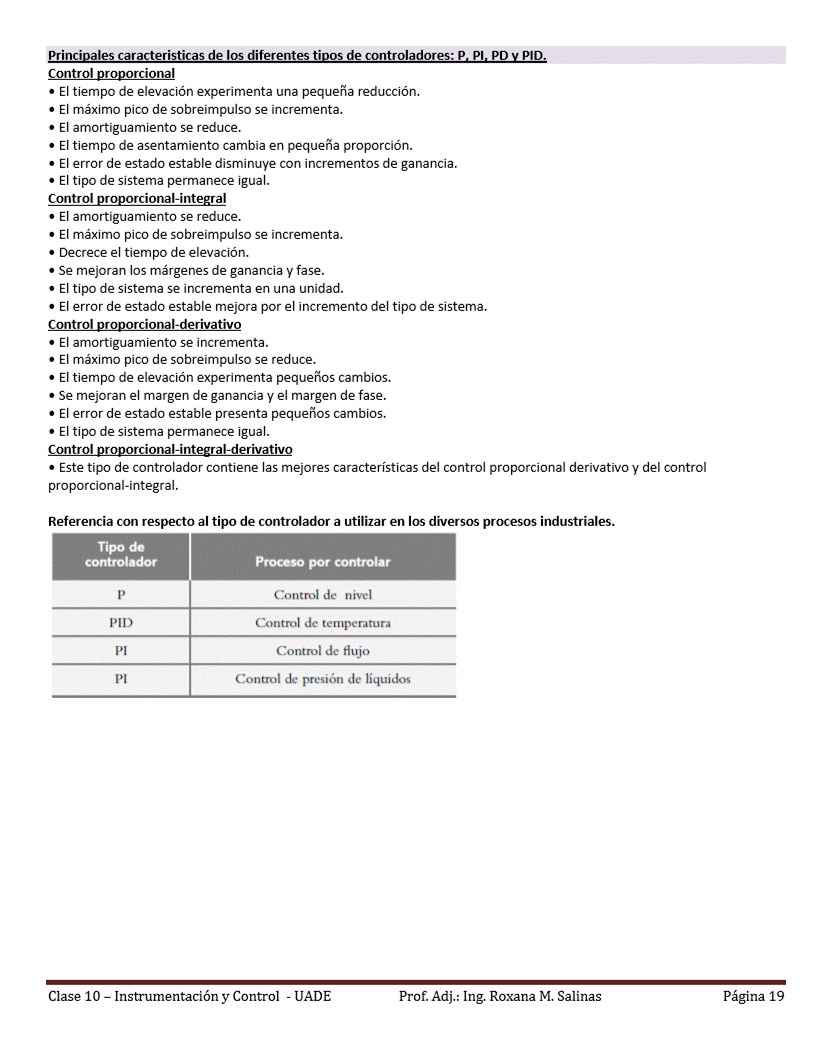 Principales caracteristicas de los diferentes tipos de controladores: P, PI, PD y PID.
Control proporcional
• El tiempo de elevación experimenta una pequeña reducción.
• El máximo pico de sobreimpulso se incrementa.
• El amortiguamiento se reduce.
• El tiempo de asentamiento cambia en pequeña proporción.
• El error de estado estable disminuye con incrementos de ganancia.
• El tipo de sistema permanece igual.
Control proporcional-integral
• El amortiguamiento se reduce.
• El máximo pico de sobreimpulso se incrementa.
• Decrece el tiempo de elevación.
• Se mejoran los márgenes de ganancia y fase.
• El tipo de sistema se incrementa en una unidad.
• El error de estado estable mejora por el incremento del tipo de sistema.
Control proporcional-derivativo
• El amortiguamiento se incrementa.
• El máximo pico de sobreimpulso se reduce.
• El tiempo de elevación experimenta pequeños cambios.
• Se mejoran el margen de ganancia y el margen de fase.
• El error de estado estable presenta pequeños cambios.
• El tipo de sistema permanece igual.
Control proporcional-integral-derivativo
• Este tipo de controlador contiene las mejores características del control proporcional derivativo y del control
proporcional-integral.
Referencia con respecto al tipo de controlador a utilizar en los diversos procesos industriales.
Tipo de
controlador Proceso por controlar
P Control de nivel
PID Control de temperatura
PI Control de flujo
PI Control de presión de líquidos
Clase 10 – Instrumentación y Control - UADE Prof. Adj.: Ing. Roxana M. Salinas Página 19